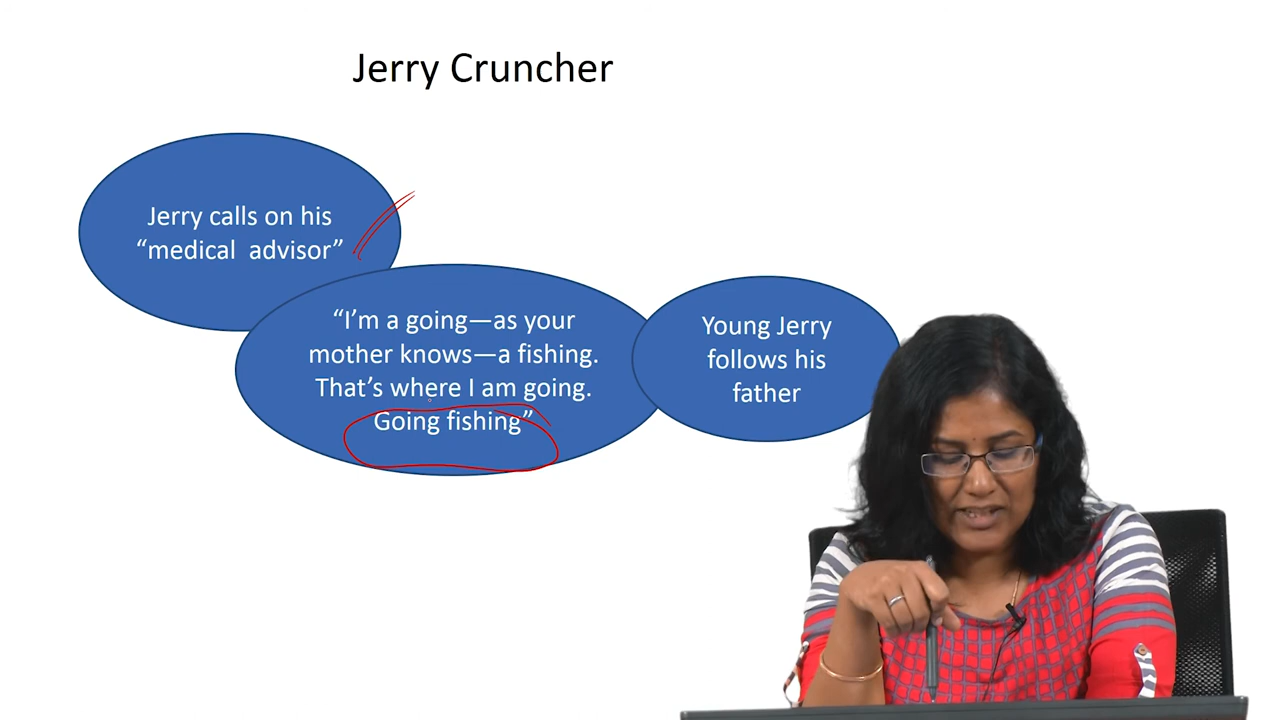 Jerry Cruncher
Jerry calls on his
“medical advisor”
“I’m a going—as your
mother knows—a fishing.
That’s where I am going.
Going fishing”
Young Jerry
follows his
father